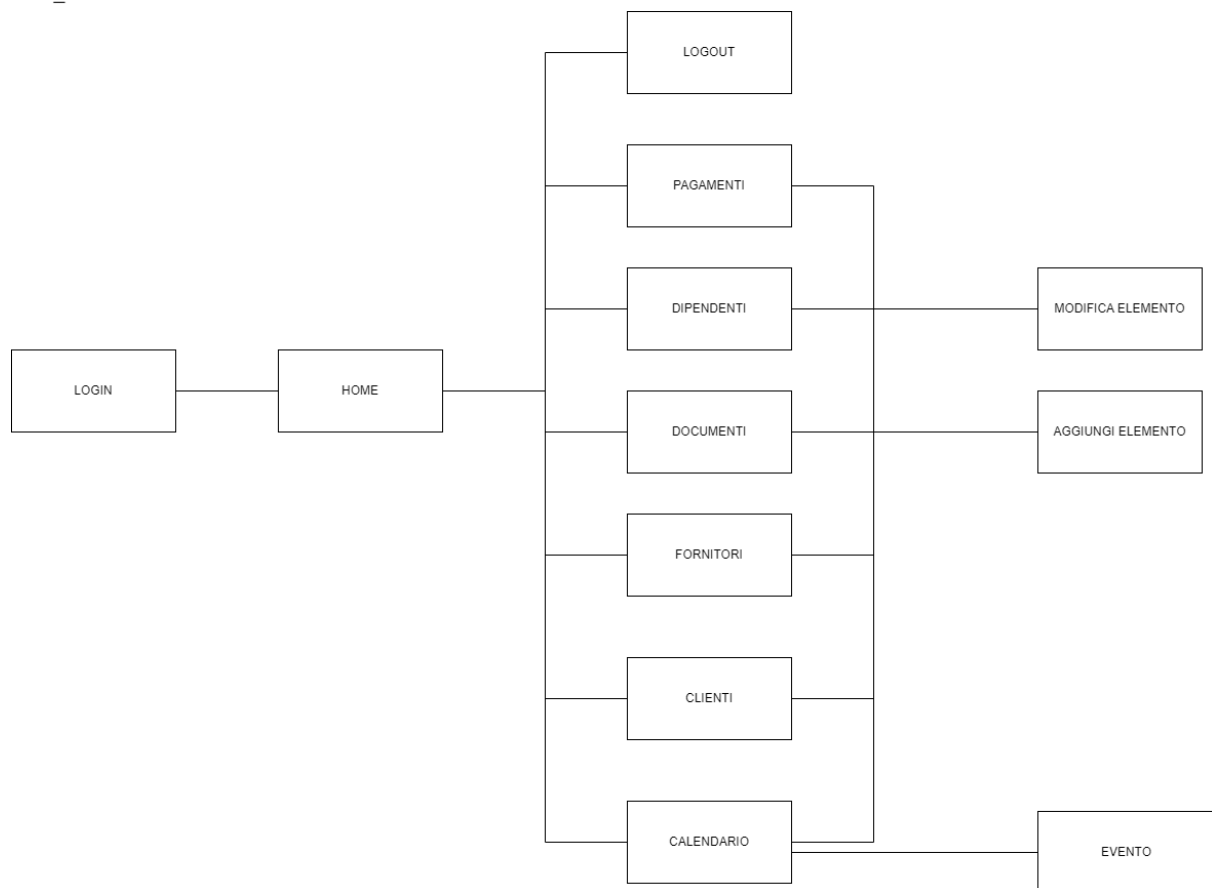 LOGOUT
PAGAMENTI
DIPENDENTI
MODIFICA ELEMENTO
LOGIN
HOME
DOCUMENTI
AGGIUNGI ELEMENTO
FORNITORI
CLIENTI
CALENDARIO
EVENTO